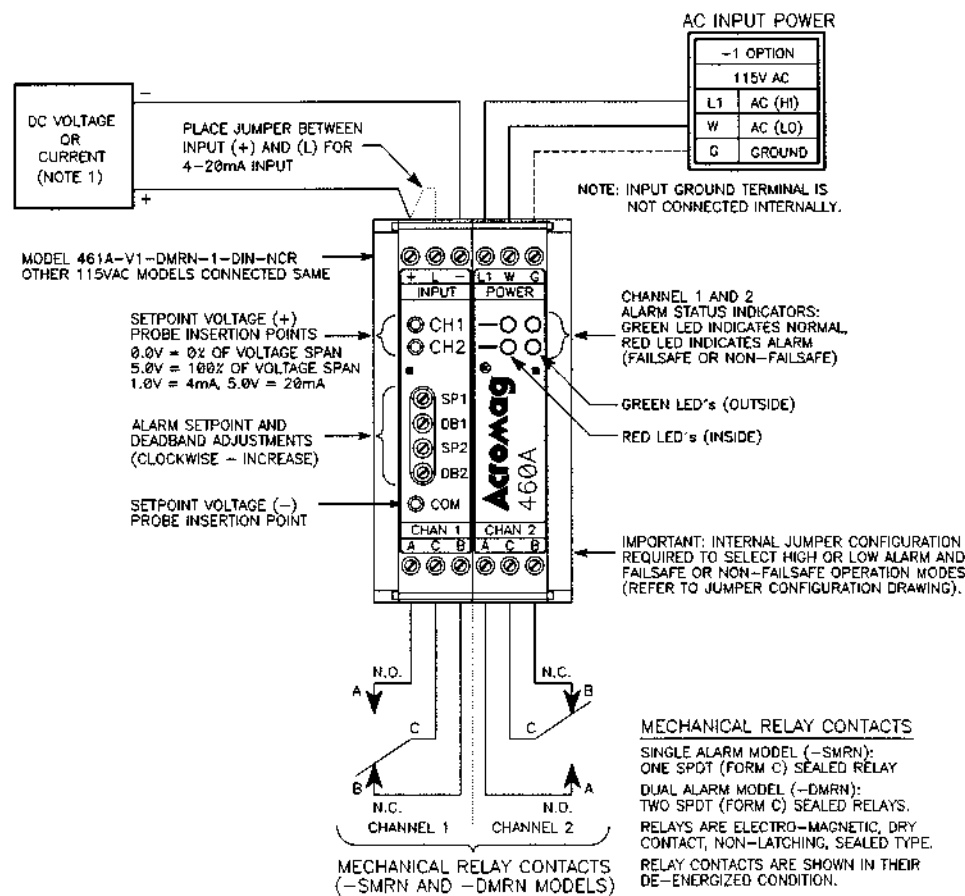 AC INPUT POWER
-1 OPTION
115V AC
L1 AC (HI)
W AC (LO)
G GROUND
NOTE: INPUT GROUND TERMINAL IS
NOT CONNECTED INTERNALLY.
DC VOLTAGE
OR
CURRENT
(NOTE 1)
-
+
PLACE JUMPER BETWEEN
INPUT (+) AND (L) FOR
4-20mA INPUT
MODEL 461A-V1-DMRN-1-DIN-NCR
OTHER 115VAC MODELS CONNECTED SAME
SETPOINT VOLTAGE (+)
PROBE INSERTION POINTS
0.0V = 0% OF VOLTAGE SPAN
5.0V = 100% OF VOLTAGE SPAN
1.0V = 4mA, 5.0V = 20mA
ALARM SETPOINT AND
DEADBAND ADJUSTMENTS
(CLOCKWISE - INCREASE)
SETPOINT VOLTAGE (-)
PROBE INSERTION POINT
+ L - L1 W G
INPUT POWER
CH1
CH2
SP1
DB1
SP2
DB2
COM
Acromag
®
460A
CHAN 1 CHAN 2
A C B A C B
CHANNEL 1 AND 2
ALARM STATUS INDICATORS:
GREEN LED INDICATES NORMAL,
RED LED INDICATES ALARM
(FAILSAFE OR NON-FAILSAFE)
GREEN LED's (OUTSIDE)
RED LED's (INSIDE)
IMPORTANT: INTERNAL JUMPER CONFIGURATION
REQUIRED TO SELECT HIGH OR LOW ALARM AND
FAILSAFE OR NON-FAILSAFE OPERATION MODES
(REFER TO JUMPER CONFIGURATION DRAWING).
N.O. N.C.
A B
C C
B A
N.C. N.O.
CHANNEL 1 CHANNEL 2
MECHANICAL RELAY CONTACTS
(-SMRN AND -DMRN MODELS)
MECHANICAL RELAY CONTACTS
SINGLE ALARM MODEL (-SMRN):
ONE SPDT (FORM C) SEALED RELAY
DUAL ALARM MODEL (-DMRN):
TWO SPDT (FORM C) SEALED RELAYS.
RELAYS ARE ELECTRO-MAGNETIC, DRY
CONTACT, NON-LATCHING, SEALED TYPE.
RELAY CONTACTS ARE SHOWN IN THEIR
DE-ENERGIZED CONDITION.